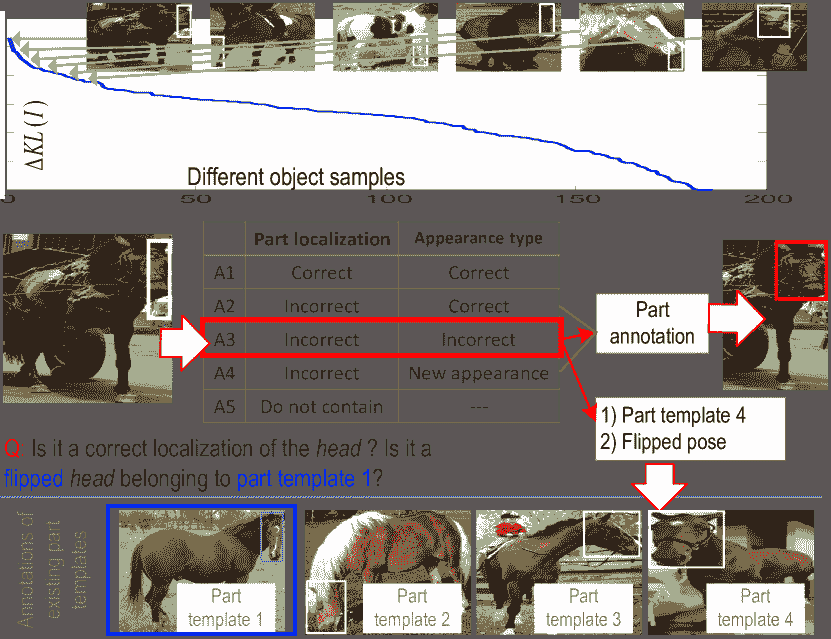 ΔKL(I)
Different object samples
0 50 100 150 200
Part localization Appearance type
A1 Correct Correct
A2 Incorrect Correct
A3 Incorrect Incorrect
A4 Incorrect New appearance
A5 Do not contain ---
Part
annotation
1) Part template 4
2) Flipped pose
Q: Is it a correct localization of the head ? Is it a
flipped head belonging to part template 1?
Annotations of
existing part
templates
Part
template 1
Part
template 2
Part
template 3
Part
template 4